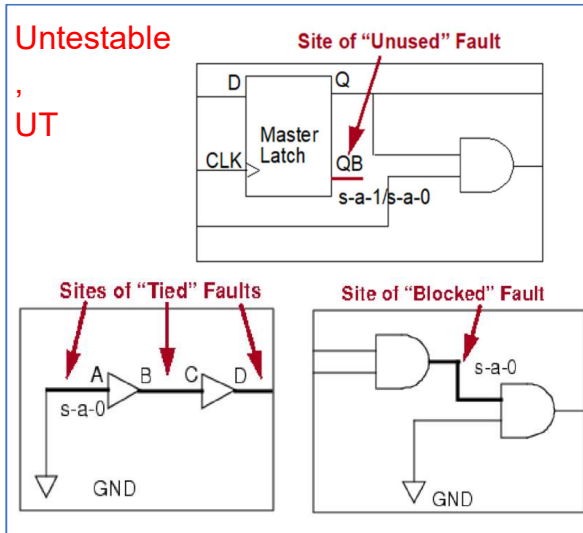 Untestable
,
UT
Site of "Unused" Fault
D
Q
Master
Latch
CLK
QB
s-a-1/s-a-0
Sites of "Tied" Faults
A
B
C
D
s-a-0
GND
Site of "Blocked" Fault
s-a-0
GND